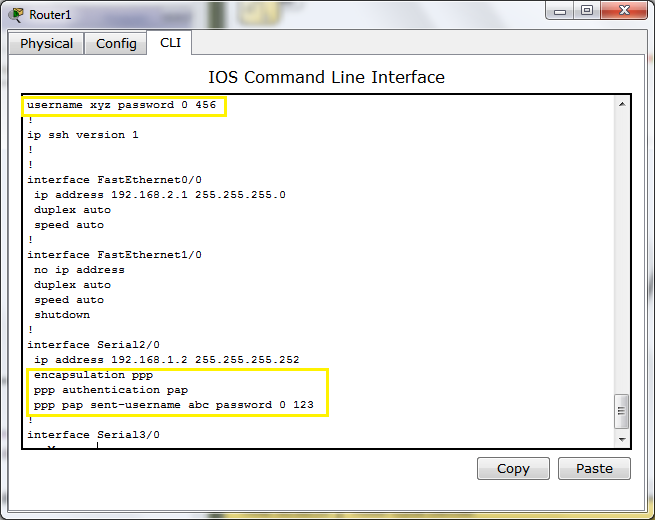 Router1
Physical Config CLI
IOS Command Line Interface
username xyz password 0 456
!
ip ssh version 1
!
!
interface FastEthernet0/0
ip address 192.168.2.1 255.255.255.0
duplex auto
speed auto
!
interface FastEthernet1/0
no ip address
duplex auto
speed auto
shutdown
!
interface Serial2/0
ip address 192.168.1.2 255.255.255.252
encapsulation ppp
ppp authentication pap
ppp pap sent-username abc password 0 123
!
interface Serial3/0
Copy Paste